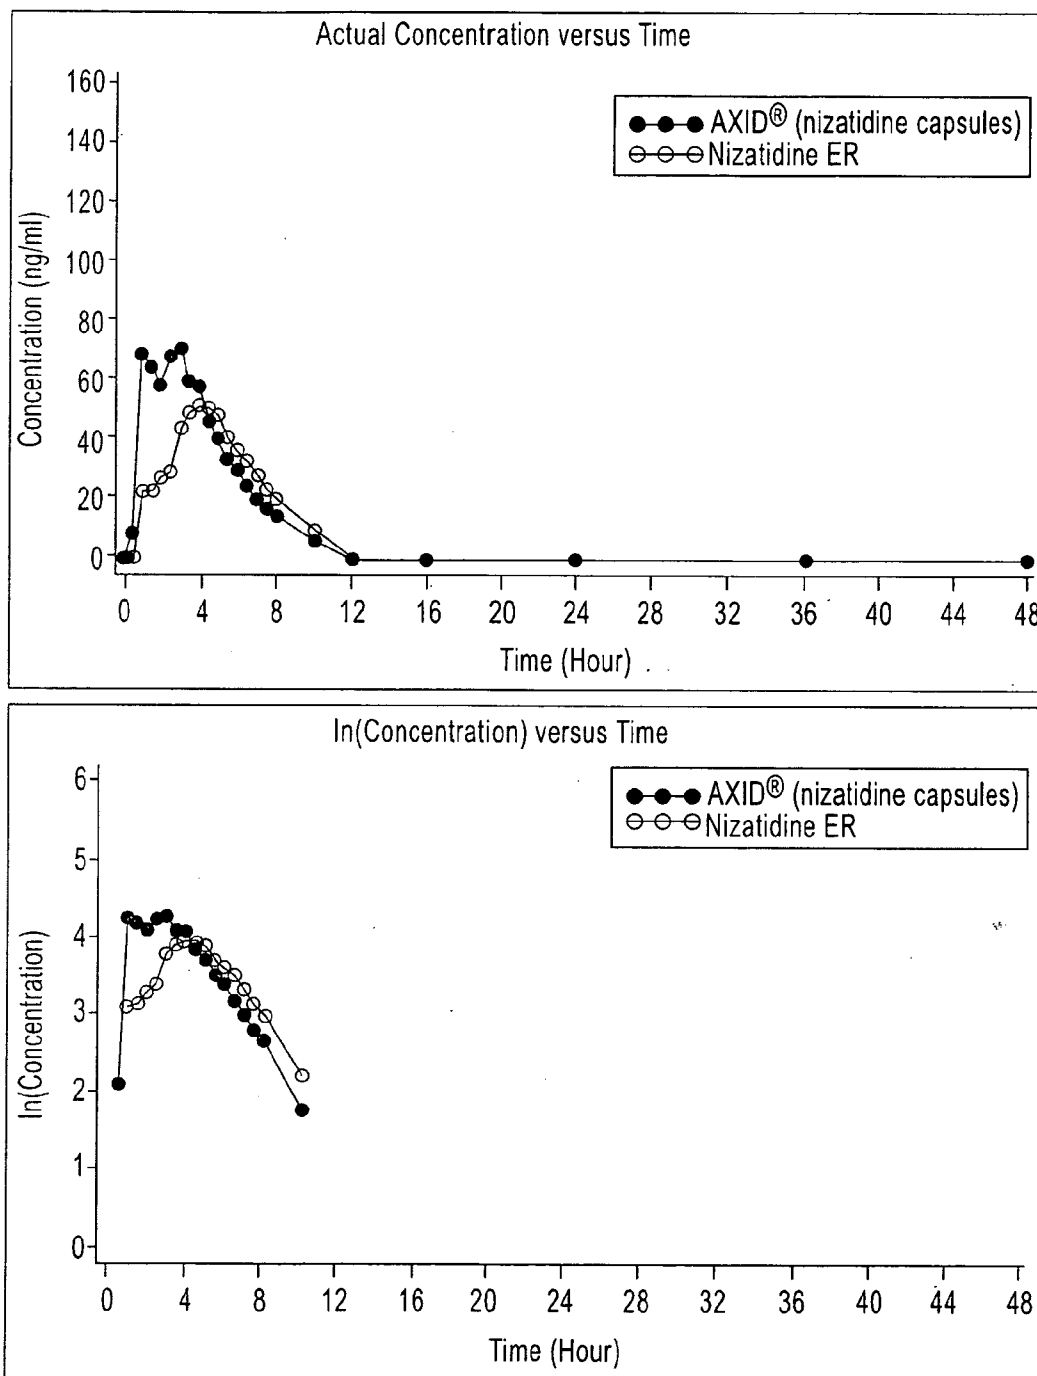 Actual Concentration versus Time
AXID® (nizatidine capsules)
Nizatidine ER
Concentration (ng/ml)
160
140
120
100
80
60
40
20
0
0 4 8 12 16 20 24 28 32 36 40 44 48
Time (Hour)
ln(Concentration) versus Time
AXID® (nizatidine capsules)
Nizatidine ER
ln(Concentration)
6
5
4
3
2
1
0
0 4 8 12 16 20 24 28 32 36 40 44 48
Time (Hour)